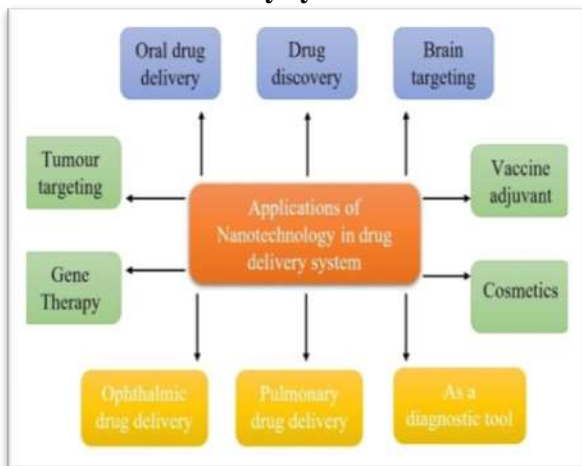 Oral drug
delivery
Drug
discovery
Brain
targeting
Tumour
targeting
Vaccine
adjuvant
Applications of
Nanotechnology in drug
delivery system
Gene
Therapy
Cosmetics
Ophthalmic
drug delivery
Pulmonary
drug delivery
As a
diagnostic tool